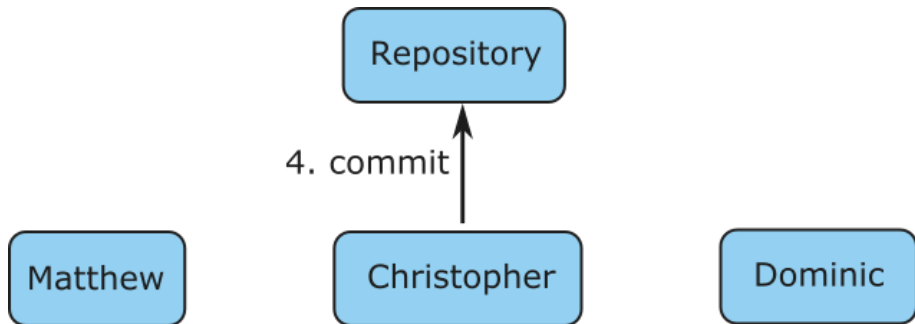 Repository
4. commit
Matthew
Christopher
Dominic